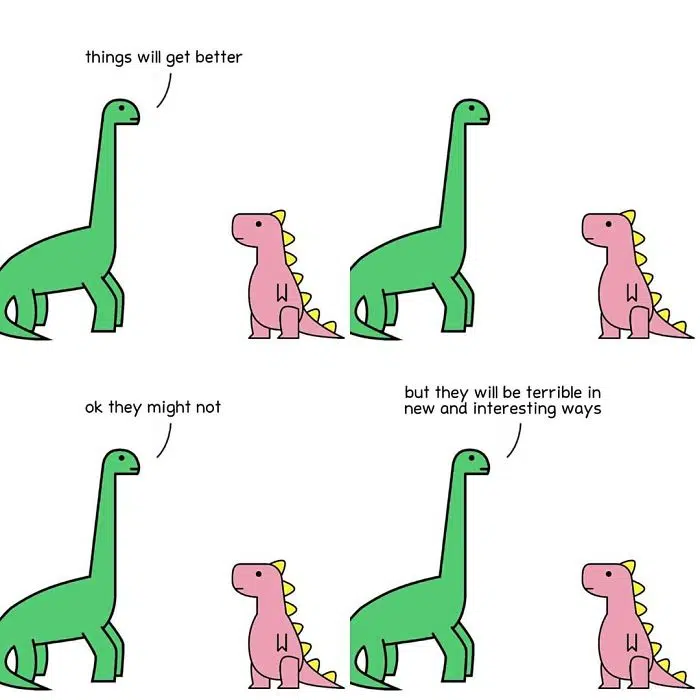 things will get better
ok they might not
but they will be terrible in
new and interesting ways